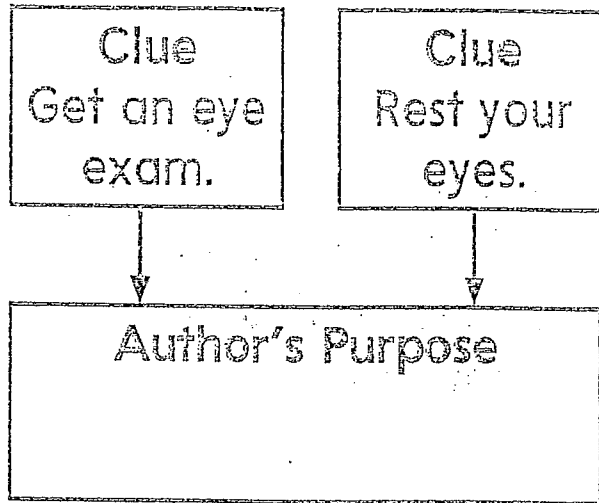 Clue
Get an eye
exam.
Clue
Rest your
eyes.
Author's Purpose